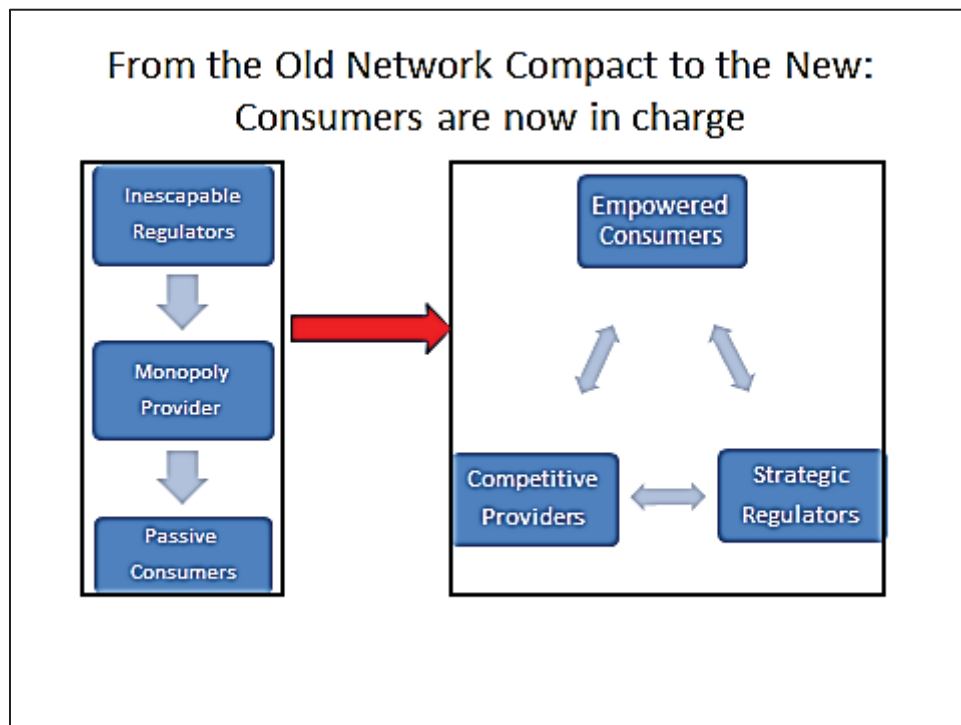 From the Old Network Compact to the New:
Consumers are now in charge
Inescapable
Regulators
Monopoly
Provider
Passive
Consumers
Empowered
Consumers
Competitive
Providers
Strategic
Regulators